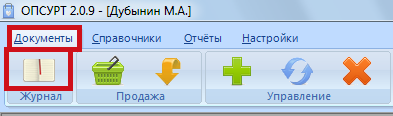 ОПСУРТ 2.0.9 - [Дубынин М.А.]
Документы Справочники Отчёты Настройки
Журнал Продажа Управление